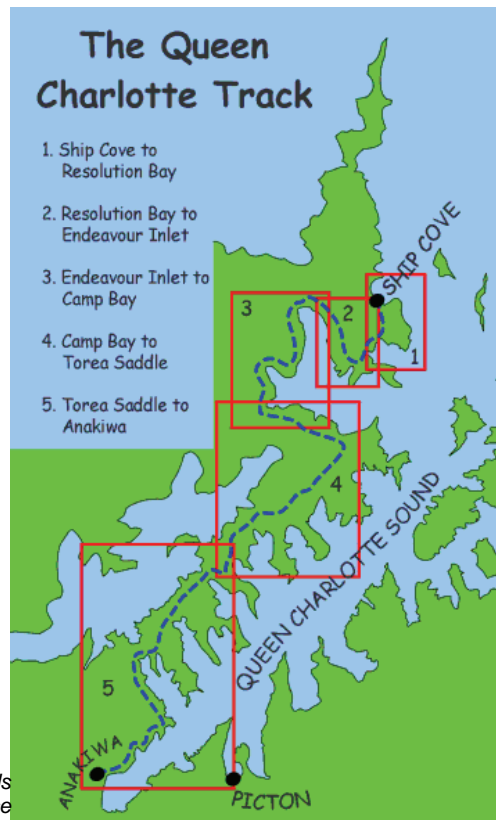 The Queen
Charlotte Track
1. Ship Cove to
Resolution Bay
2. Resolution Bay to
Endeavour Inlet
3. Endeavour Inlet to
Camp Bay
4. Camp Bay to
Torea Saddle
5. Torea Saddle to
Anakiwa
SHIP COVE
3
2
1
4
QUEEN CHARLOTTE SOUND
5
ANAKIWA
PICTON
ls
e